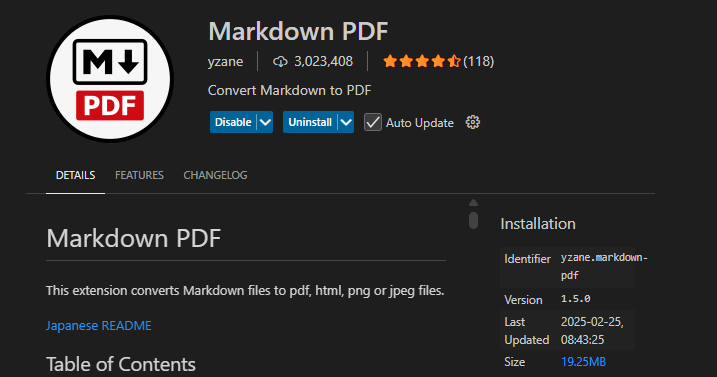 Markdown PDF
yzane 3,023,408 (118)
Convert Markdown to PDF
Disable Uninstall Auto Update
M
PDF
DETAILS FEATURES CHANGELOG
Markdown PDF
This extension converts Markdown files to pdf, html, png or jpeg files.
Japanese README
Table of Contents
Installation
Identifier yzane.markdown-
pdf
Version 1.5.0
Last 2025-02-25,
Updated 08:43:25
Size 19.25MB